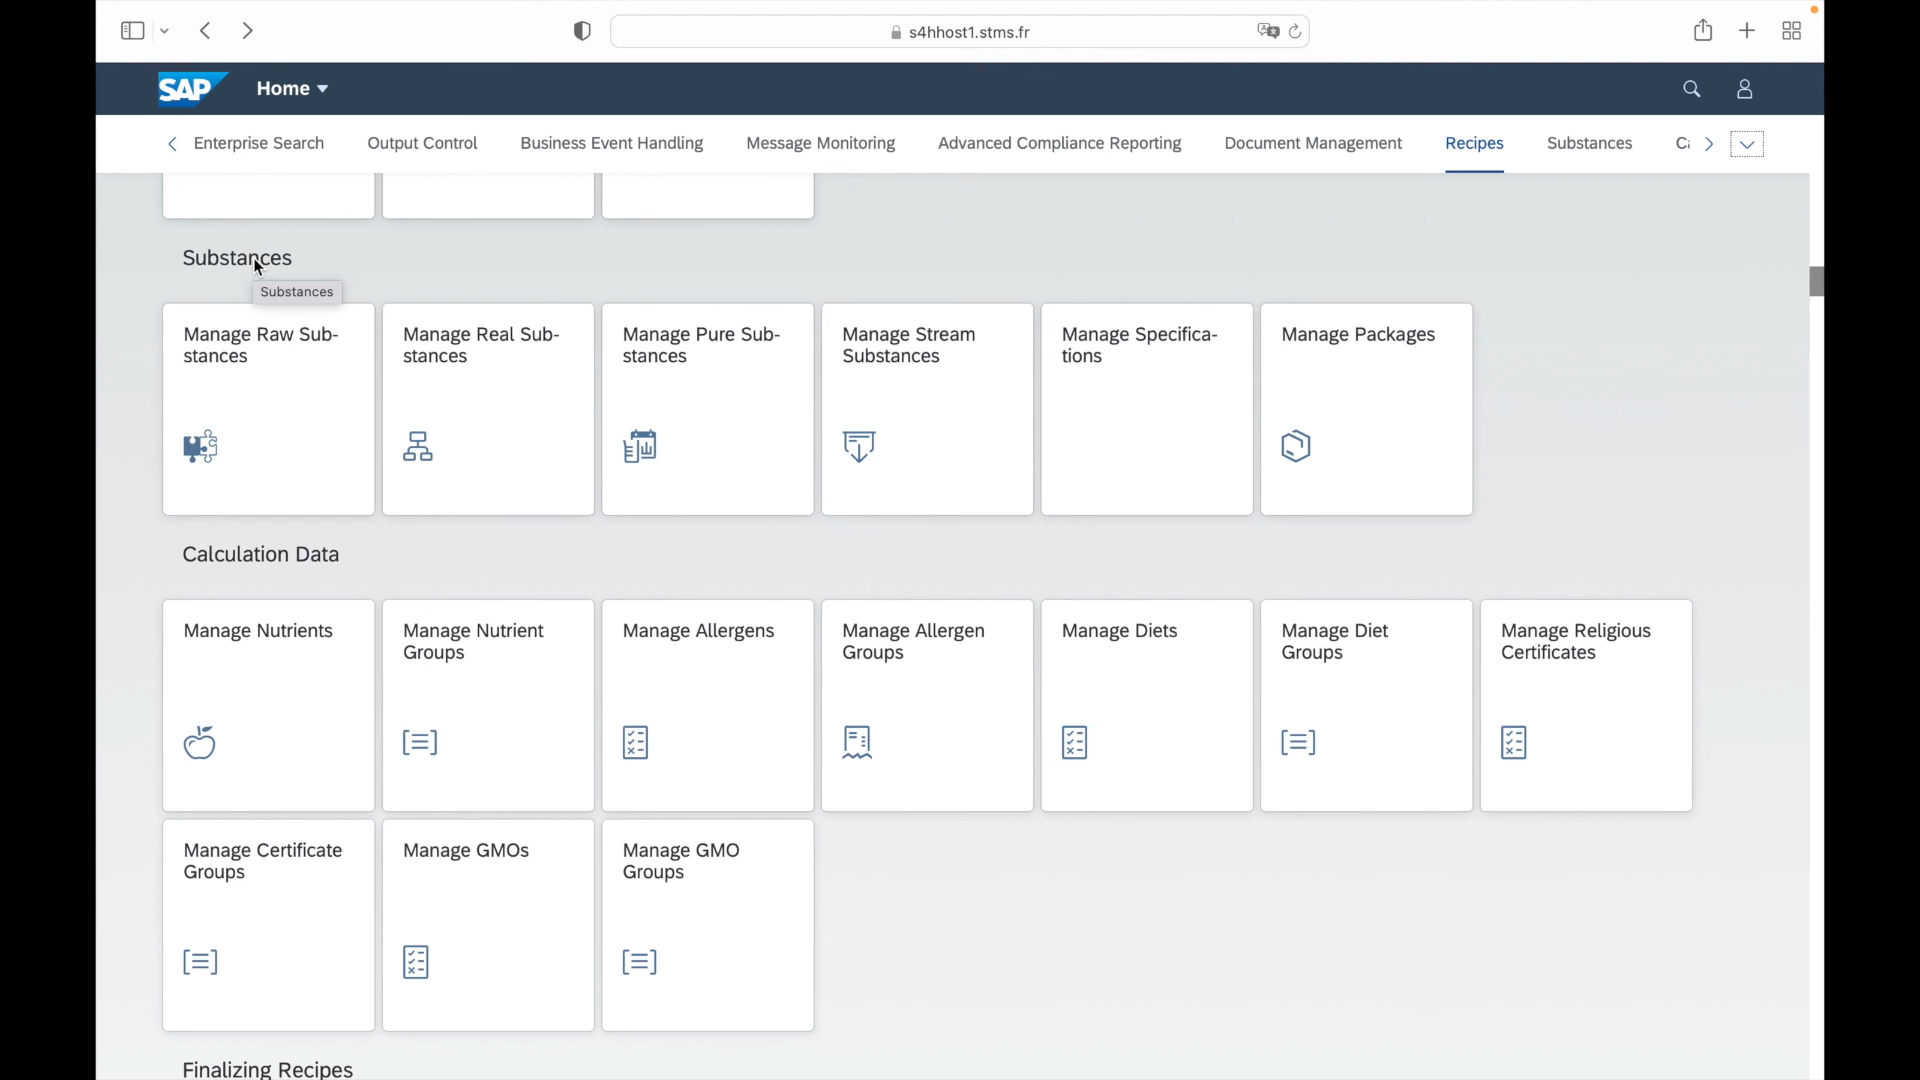 s4hhost1.stms.fr
SAP Home
Enterprise Search Output Control Business Event Handling Message Monitoring Advanced Compliance Reporting Document Management Recipes Substances
Substances
Substances
Manage Raw Sub-
stances
Manage Real Sub-
stances
Manage Pure Sub-
stances
Manage Stream
Substances
Manage Specifica-
tions
Manage Packages
Calculation Data
Manage Nutrients
Manage Nutrient
Groups
Manage Allergens
Manage Allergen
Groups
Manage Diets
Manage Diet
Groups
Manage Religious
Certificates
Manage Certificate
Groups
Manage GMOs
Manage GMO
Groups
Finalizing Recipes